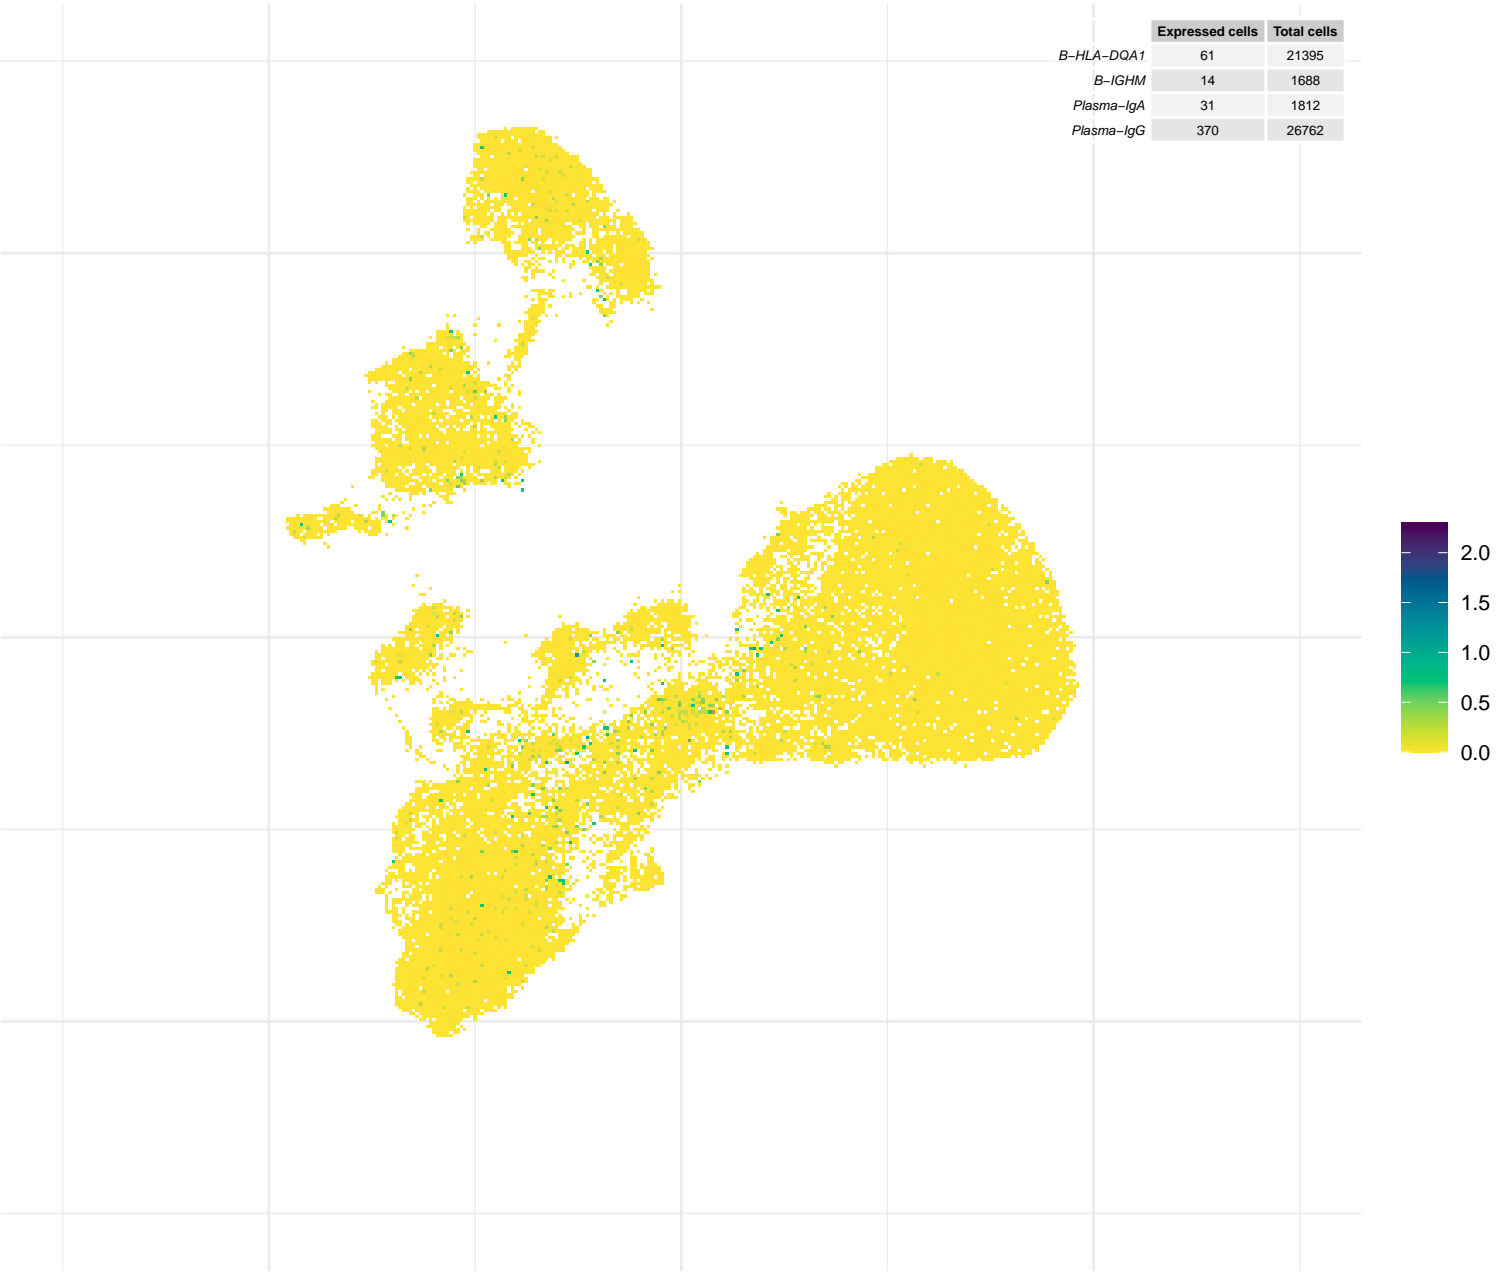 Expressed cells Total cells
B−HLA−DQA1 61 21395
B−IGHM 14 1688
Plasma−IgA 31 1812
Plasma−IgG 370 26762
2.0
1.5
1.0
0.5
0.0